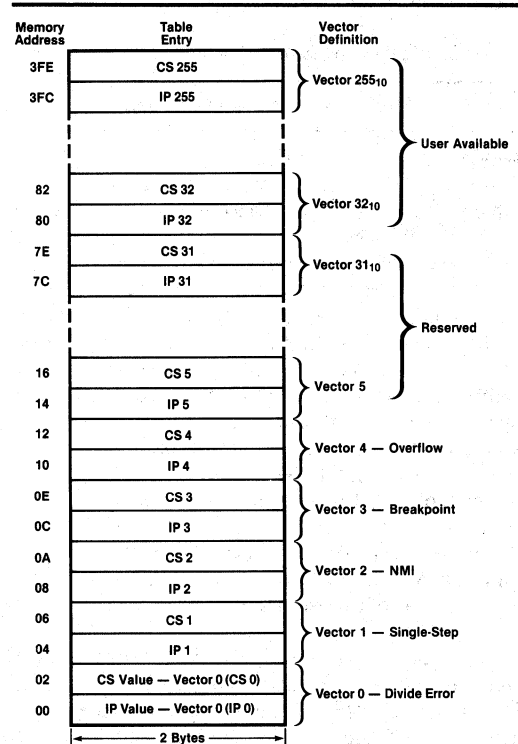 Memory Address
Table Entry
Vector Definition
3FE CS 255
3FC IP 255
Vector 255₁₀
User Available
82 CS 32
80 IP 32
Vector 32₁₀
7E CS 31
7C IP 31
Vector 31₁₀
Reserved
16 CS 5
14 IP 5
Vector 5
12 CS 4
10 IP 4
Vector 4 — Overflow
0E CS 3
0C IP 3
Vector 3 — Breakpoint
0A CS 2
08 IP 2
Vector 2 — NMI
06 CS 1
04 IP 1
Vector 1 — Single-Step
02 CS Value — Vector 0 (CS 0)
00 IP Value — Vector 0 (IP 0)
Vector 0 — Divide Error
2 Bytes